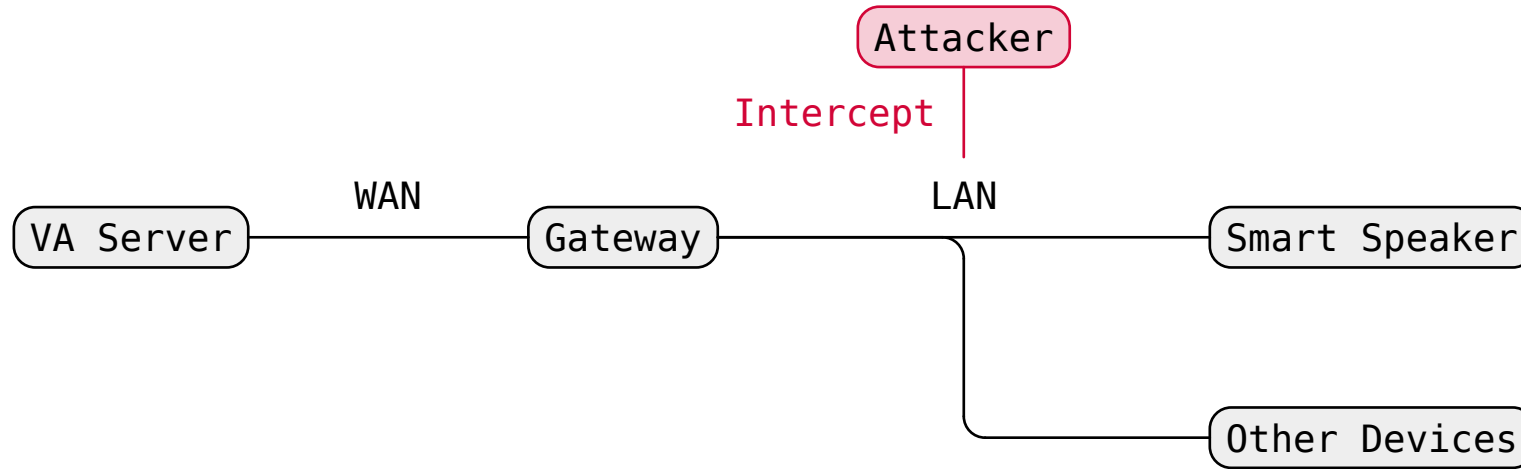 Attacker
Intercept
WAN
LAN
VA Server
Gateway
Smart Speaker
Other Devices